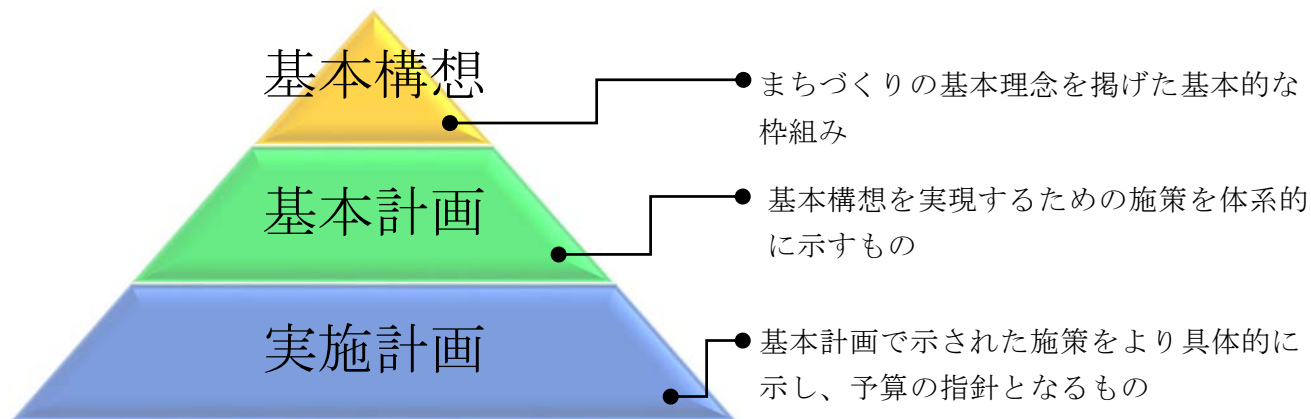 基本構想
まちづくりの基本理念を掲げた基本的な
枠組み
基本計画
基本構想を実現するための施策を体系的
に示すもの
実施計画
基本計画で示された施策をより具体的に
示し、予算の指針となるもの